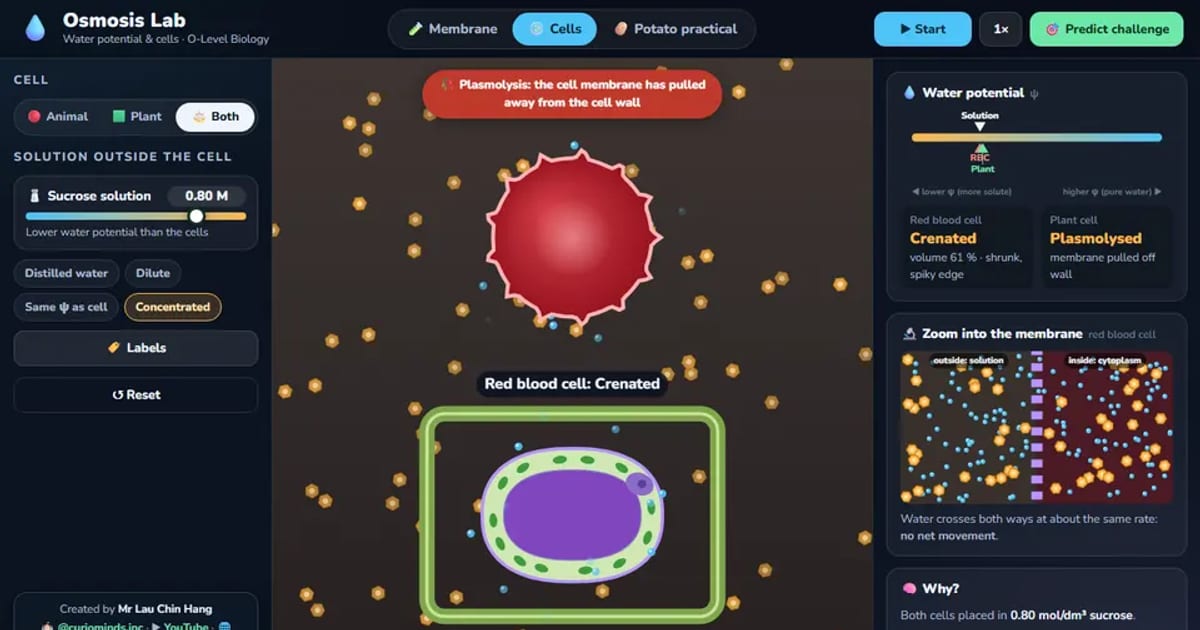 Osmosis Lab
Water potential & cells · O-Level Biology
Membrane
Cells
Potato practical
Start
1×
Predict challenge
CELL
Animal
Plant
Both
SOLUTION OUTSIDE THE CELL
Sucrose solution
0.80 M
Lower water potential than the cells
Distilled water
Dilute
Same ψ as cell
Concentrated
Labels
↺ Reset
Created by Mr Lau Chin Hang
@curiominds.inc · ▶ YouTube ·
Plasmolysis: the cell membrane has pulled
away from the cell wall
Red blood cell: Crenated
Water potential ψ
Solution
RBC
Plant
◀ lower ψ (more solute)
higher ψ (pure water) ▶
Red blood cell
Crenated
volume 61 % · shrunk,
spiky edge
Plant cell
Plasmolysed
membrane pulled off
wall
Zoom into the membrane red blood cell
outside: solution
inside: cytoplasm
Water crosses both ways at about the same rate:
no net movement.
Why?
Both cells placed in 0.80 mol/dm³ sucrose.